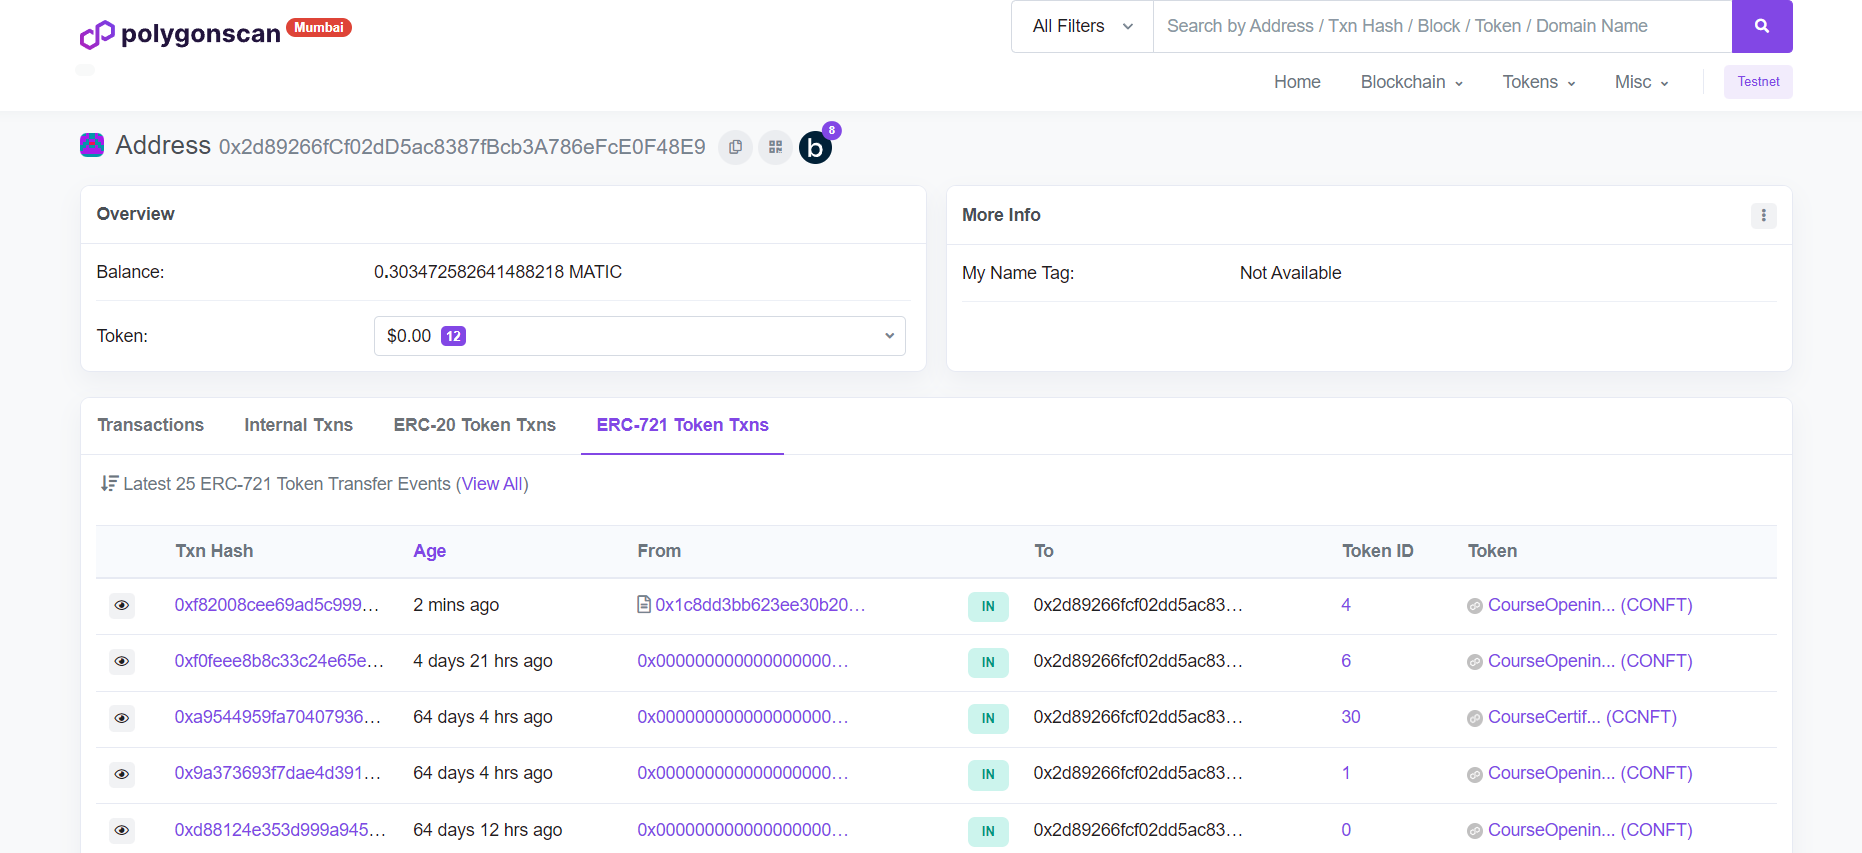 polygonscan Mumbai
All Filters Search by Address / Txn Hash / Block / Token / Domain Name
Home Blockchain Tokens Misc Testnet
Address 0x2d89266fCf02dD5ac8387fBcb3A786eFcE0F48E9 b 8
Overview
Balance: 0.303472582641488218 MATIC
Token: $0.00 12
More Info
My Name Tag: Not Available
Transactions Internal Txns ERC-20 Token Txns ERC-721 Token Txns
Latest 25 ERC-721 Token Transfer Events (View All)
Txn Hash Age From To Token ID Token
0xf82008cee69ad5c999... 2 mins ago 0x1c8dd3bb623ee30b20... IN 0x2d89266fcf02dd5ac83... 4 CourseOpenin... (CONFT)
0xf0feee8b8c33c24e65e... 4 days 21 hrs ago 0x000000000000000000... IN 0x2d89266fcf02dd5ac83... 6 CourseOpenin... (CONFT)
0xa9544959fa70407936... 64 days 4 hrs ago 0x000000000000000000... IN 0x2d89266fcf02dd5ac83... 30 CourseCertif... (CCNFT)
0x9a373693f7dae4d391... 64 days 4 hrs ago 0x000000000000000000... IN 0x2d89266fcf02dd5ac83... 1 CourseOpenin... (CONFT)
0xd88124e353d999a945... 64 days 12 hrs ago 0x000000000000000000... IN 0x2d89266fcf02dd5ac83... 0 CourseOpenin... (CONFT)